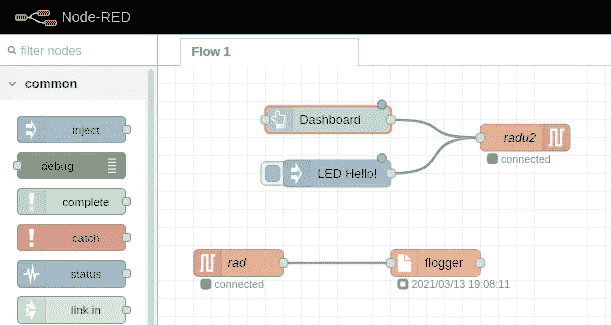 Node-RED
filter nodes
Flow 1
common
inject
debug
complete
catch
status
link in
Dashboard
LED Hello!
radu2
connected
rad
connected
flogger
2021/03/13 19:08:11